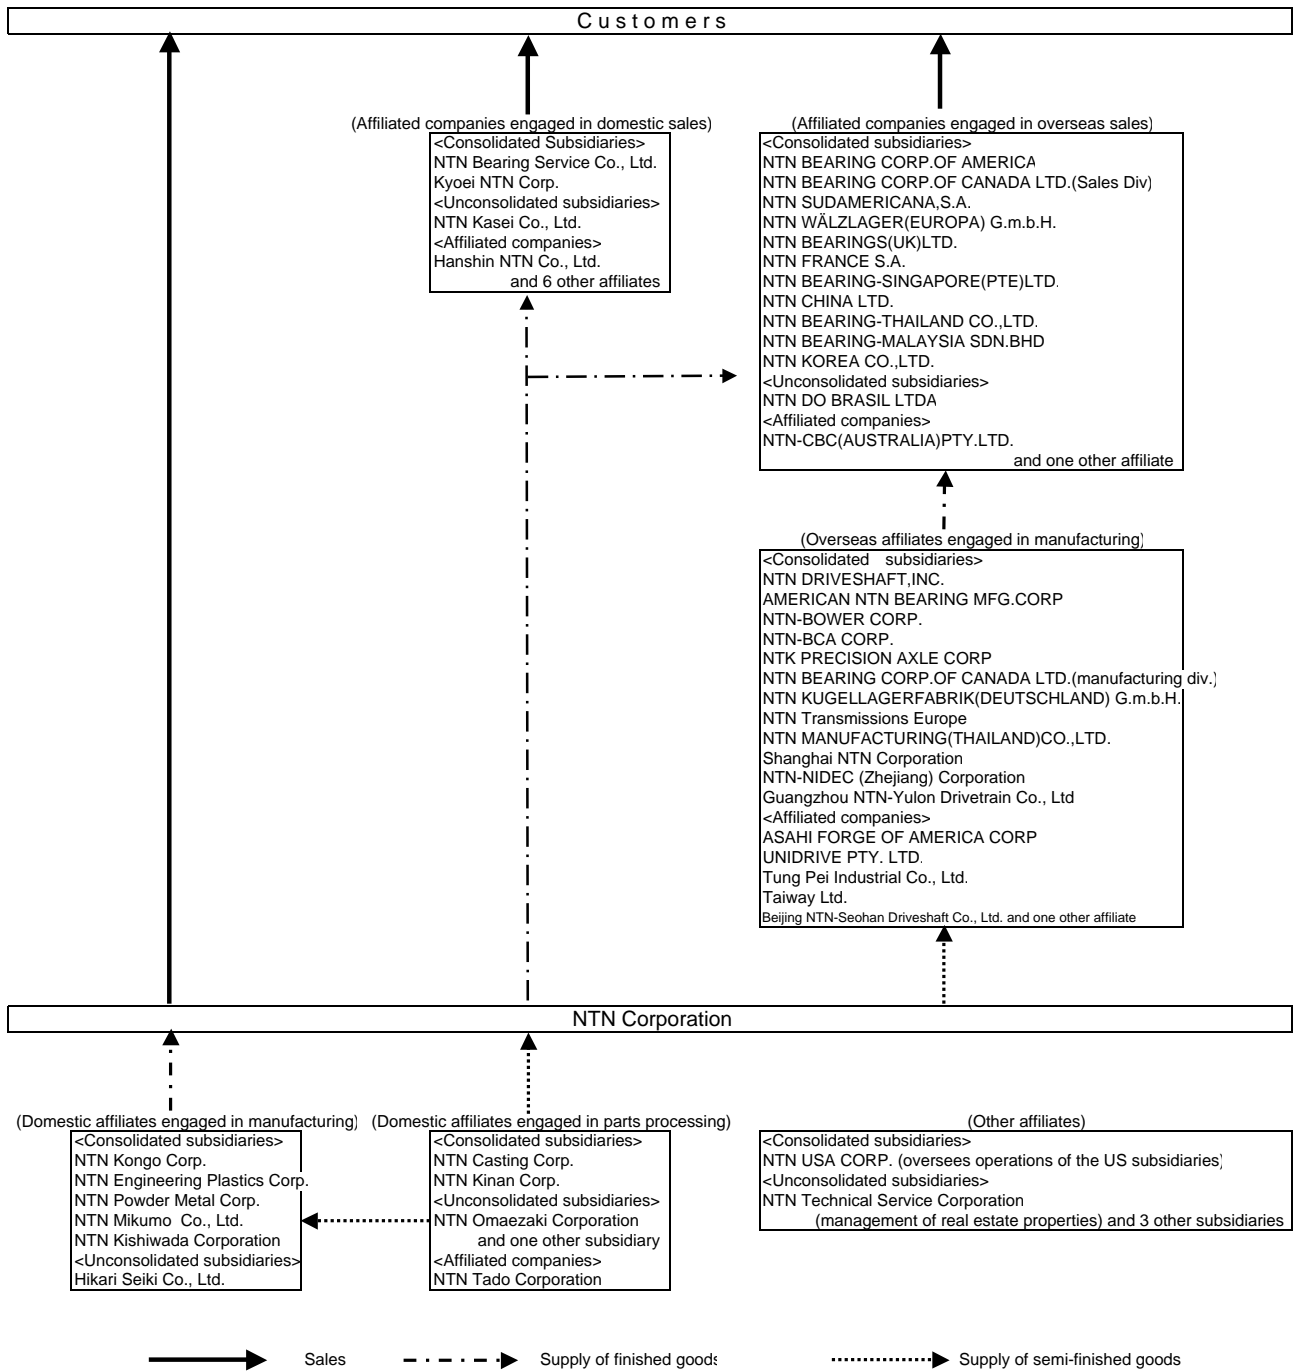 Customers
(Affiliated companies engaged in domestic sales)
<Consolidated Subsidiaries>
NTN Bearing Service Co., Ltd.
Kyoei NTN Corp.
<Unconsolidated subsidiaries>
NTN Kasei Co., Ltd.
<Affiliated companies>
Hanshin NTN Co., Ltd.
and 6 other affiliates
(Affiliated companies engaged in overseas sales)
<Consolidated subsidiaries>
NTN BEARING CORP.OF AMERICA
NTN BEARING CORP.OF CANADA LTD.(Sales Div)
NTN SUDAMERICANA,S.A.
NTN WÄLZLAGER(EUROPA) G.m.b.H.
NTN BEARINGS(UK)LTD.
NTN FRANCE S.A.
NTN BEARING-SINGAPORE(PTE)LTD.
NTN CHINA LTD.
NTN BEARING-THAILAND CO.,LTD.
NTN BEARING-MALAYSIA SDN.BHD
NTN KOREA CO.,LTD.
<Unconsolidated subsidiaries>
NTN DO BRASIL LTDA
<Affiliated companies>
NTN-CBC(AUSTRALIA)PTY.LTD.
and one other affiliate
(Overseas affiliates engaged in manufacturing)
<Consolidated subsidiaries>
NTN DRIVESHAFT,INC.
AMERICAN NTN BEARING MFG.CORP
NTN-BOWER CORP.
NTN-BCA CORP.
NTK PRECISION AXLE CORP
NTN BEARING CORP.OF CANADA LTD.(manufacturing div.)
NTN KUGELLAGERFABRIK(DEUTSCHLAND) G.m.b.H.
NTN Transmissions Europe
NTN MANUFACTURING(THAILAND)CO.,LTD.
Shanghai NTN Corporation
NTN-NIDEC (Zhejiang) Corporation
Guangzhou NTN-Yulon Drivetrain Co., Ltd
<Affiliated companies>
ASAHI FORGE OF AMERICA CORP
UNIDRIVE PTY. LTD.
Tung Pei Industrial Co., Ltd.
Taiway Ltd.
Beijing NTN-Seohan Driveshaft Co., Ltd. and one other affiliate
NTN Corporation
(Domestic affiliates engaged in manufacturing)
<Consolidated subsidiaries>
NTN Kongo Corp.
NTN Engineering Plastics Corp.
NTN Powder Metal Corp.
NTN Mikumo Co., Ltd.
NTN Kishiwada Corporation
<Unconsolidated subsidiaries>
Hikari Seiki Co., Ltd.
(Domestic affiliates engaged in parts processing)
<Consolidated subsidiaries>
NTN Casting Corp.
NTN Kinan Corp.
<Unconsolidated subsidiaries>
NTN Omaezaki Corporation
and one other subsidiary
<Affiliated companies>
NTN Tado Corporation
(Other affiliates)
<Consolidated subsidiaries>
NTN USA CORP. (oversees operations of the US subsidiaries)
<Unconsolidated subsidiaries>
NTN Technical Service Corporation
(management of real estate properties) and 3 other subsidiaries
Sales
Supply of finished goods
Supply of semi-finished goods